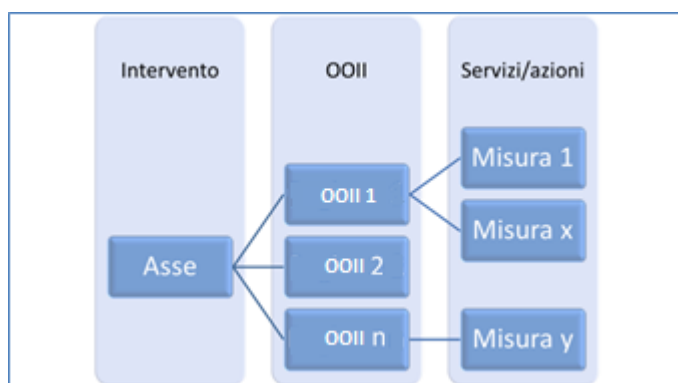 Intervento
OOII
Servizi/azioni
Misura 1
OOII 1
Misura x
Asse
OOII 2
OOII n
Misura y